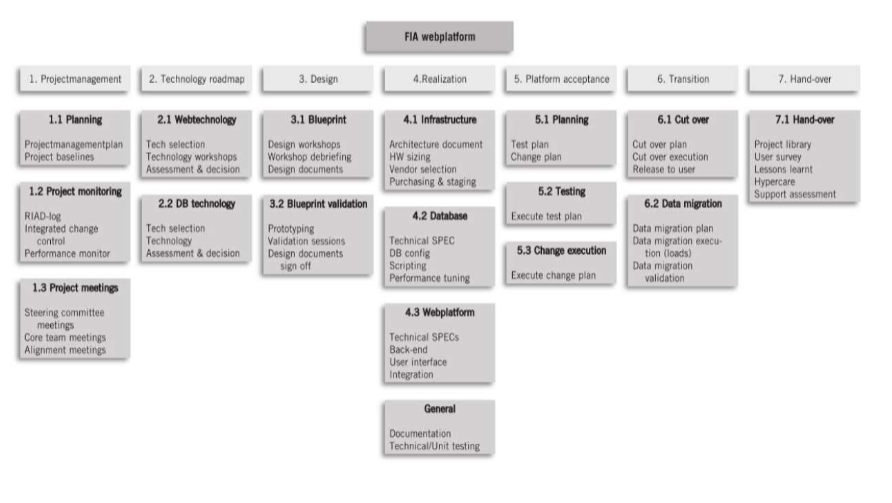 FIA webplatform
1. Projectmanagement
2. Technology roadmap
3. Design
4.Realization
5. Platform acceptance
6. Transition
7. Hand-over
1.1 Planning
Projectmanagementplan
Project baselines
1.2 Project monitoring
RIAD-log
Integrated change
control
Performance monitor
1.3 Project meetings
Steering committee
meetings
Core team meetings
Alignment meetings
2.1 Webtechnology
Tech selection
Technology workshops
Assessment & decision
2.2 DB technology
Tech selection
Technology
Assessment & decision
3.1 Blueprint
Design workshops
Workshop debriefing
Design documents
3.2 Blueprint validation
Prototyping
Validation sessions
Design documents
sign off
4.1 Infrastructure
Architecture document
HW sizing
Vendor selection
Purchasing & staging
4.2 Database
Technical SPEC
DB config
Scripting
Performance tuning
4.3 Webplatform
Technical SPECs
Back-end
User interface
Integration
General
Documentation
Technical/Unit testing
5.1 Planning
Test plan
Change plan
5.2 Testing
Execute test plan
5.3 Change execution
Execute change plan
6.1 Cut over
Cut over plan
Cut over execution
Release to user
6.2 Data migration
Data migration plan
Data migration execu-
tion (loads)
Data migration
validation
7.1 Hand-over
Project library
User survey
Lessons learnt
Hypercare
Support assessment